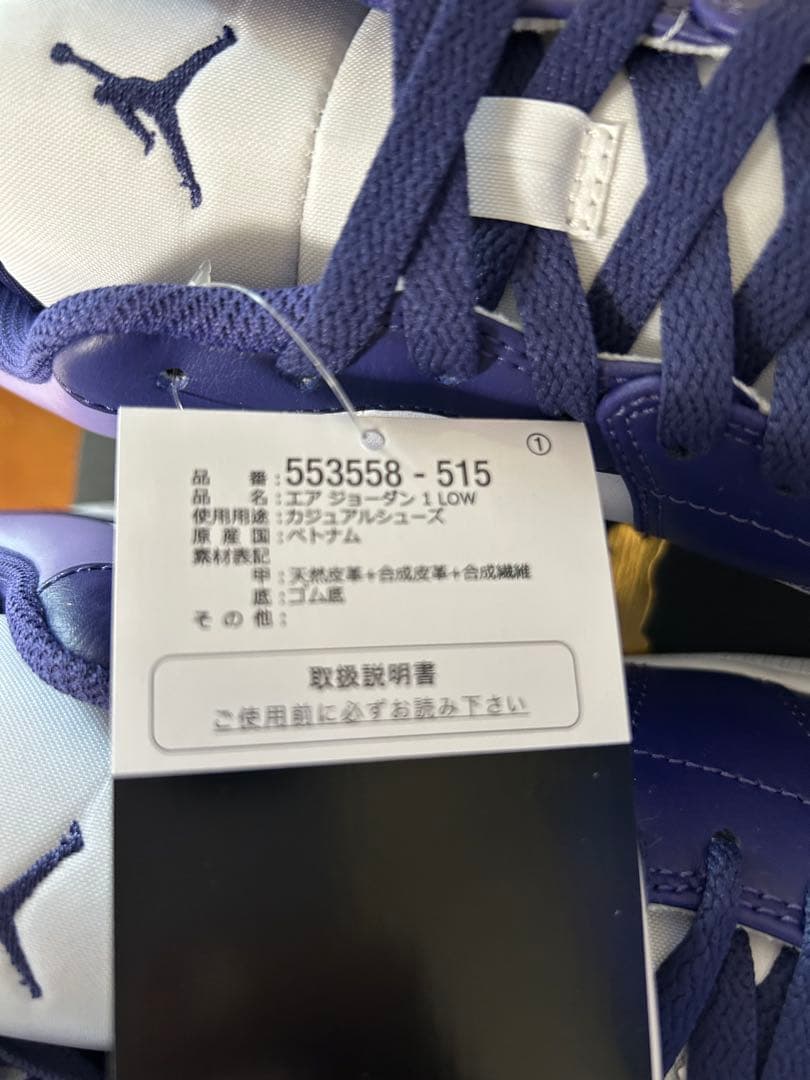 ①
品 番：553558 - 515
品 名：エア ジョーダン 1 LOW
使用用途：カジュアルシューズ
原 産 国：ベトナム
素材表記
甲：天然皮革+合成皮革+合成繊維
底：ゴム底
そ の 他：
取扱説明書
ご使用前に必ずお読み下さい